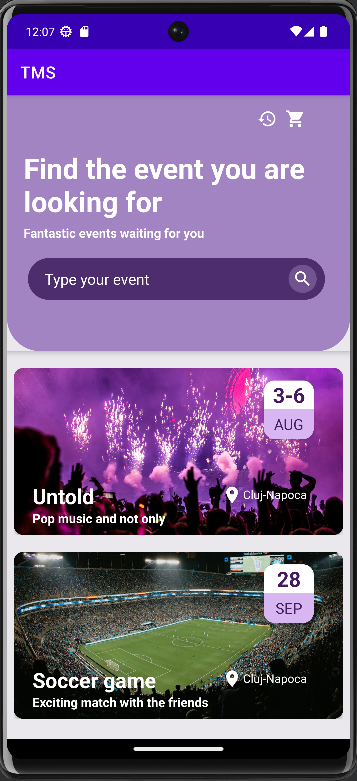 12:07
TMS
Find the event you are
looking for
Fantastic events waiting for you
Type your event
3-6
AUG
Untold
Cluj-Napoca
Pop music and not only
28
SEP
Soccer game
Cluj-Napoca
Exciting match with the friends